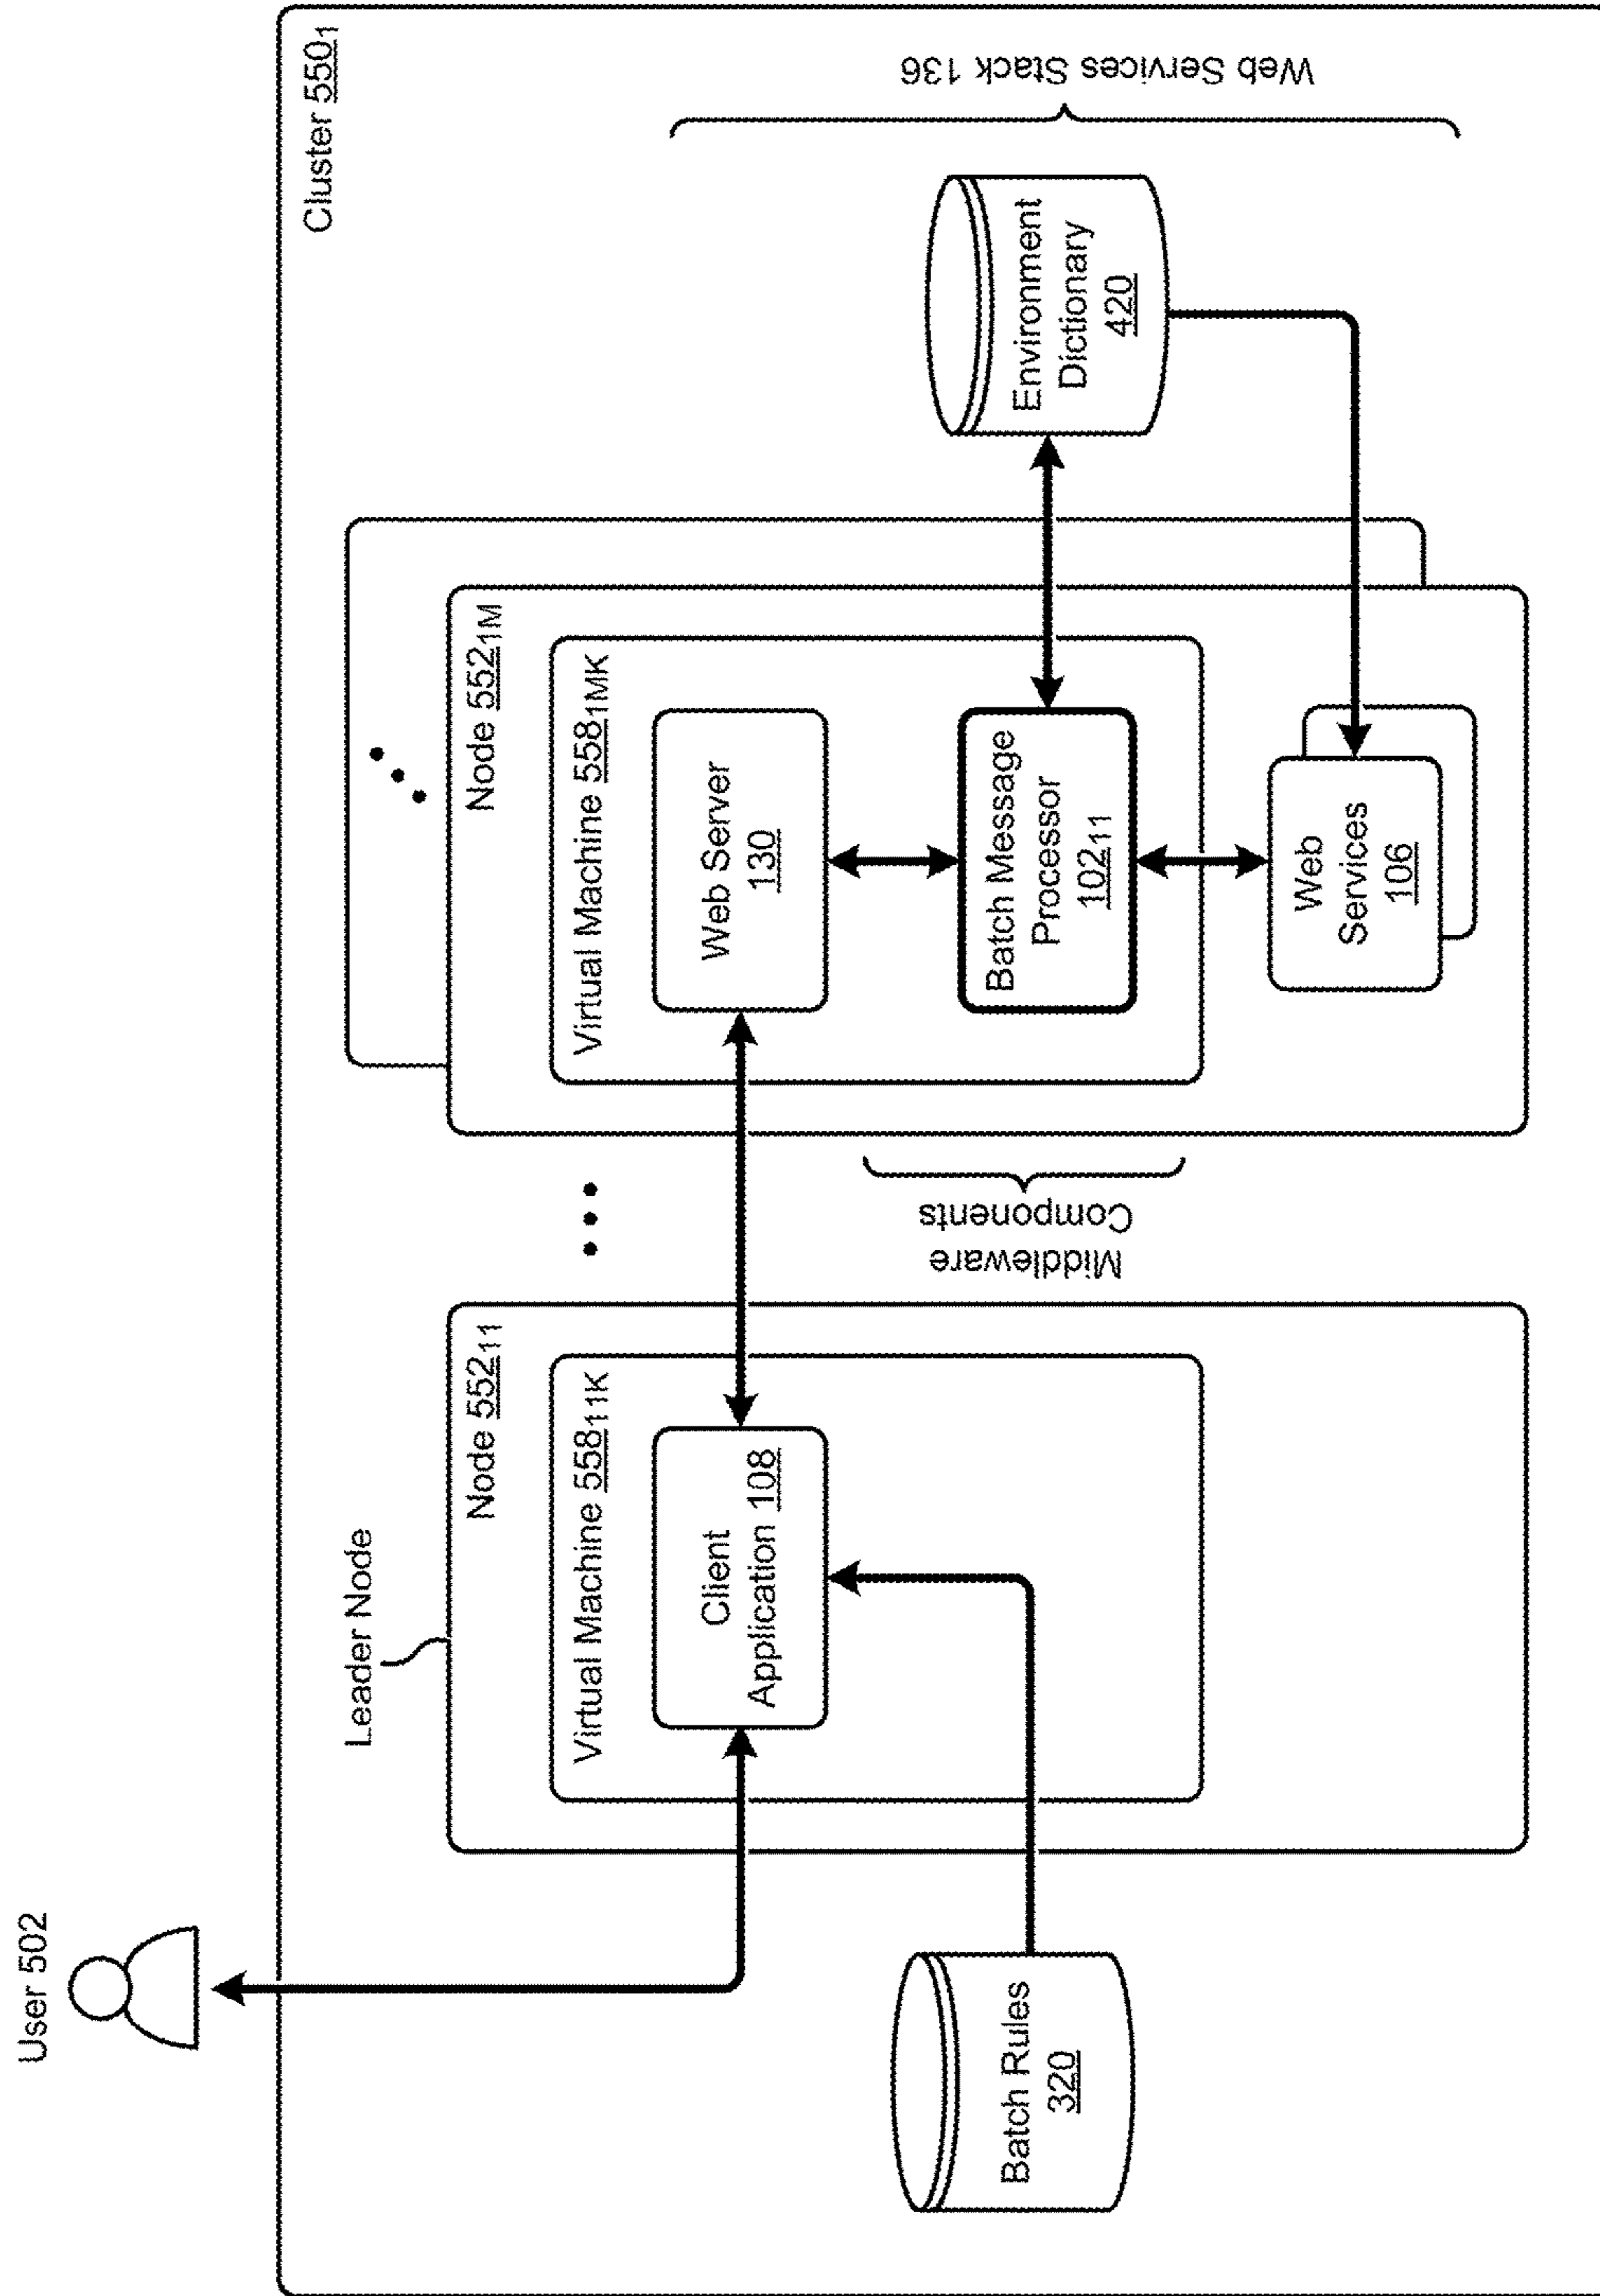 User 502
Cluster 550₁
Leader Node
Node 552₁₁
Virtual Machine 558₁₁K
Client
Application 108
Batch Rules
320
Middleware
Components
Node 552₁M
Virtual Machine 558₁MK
Web Server
130
Batch Message
Processor
102₁₁
Web
Services
106
Environment
Dictionary
420
Web Services Stack 136